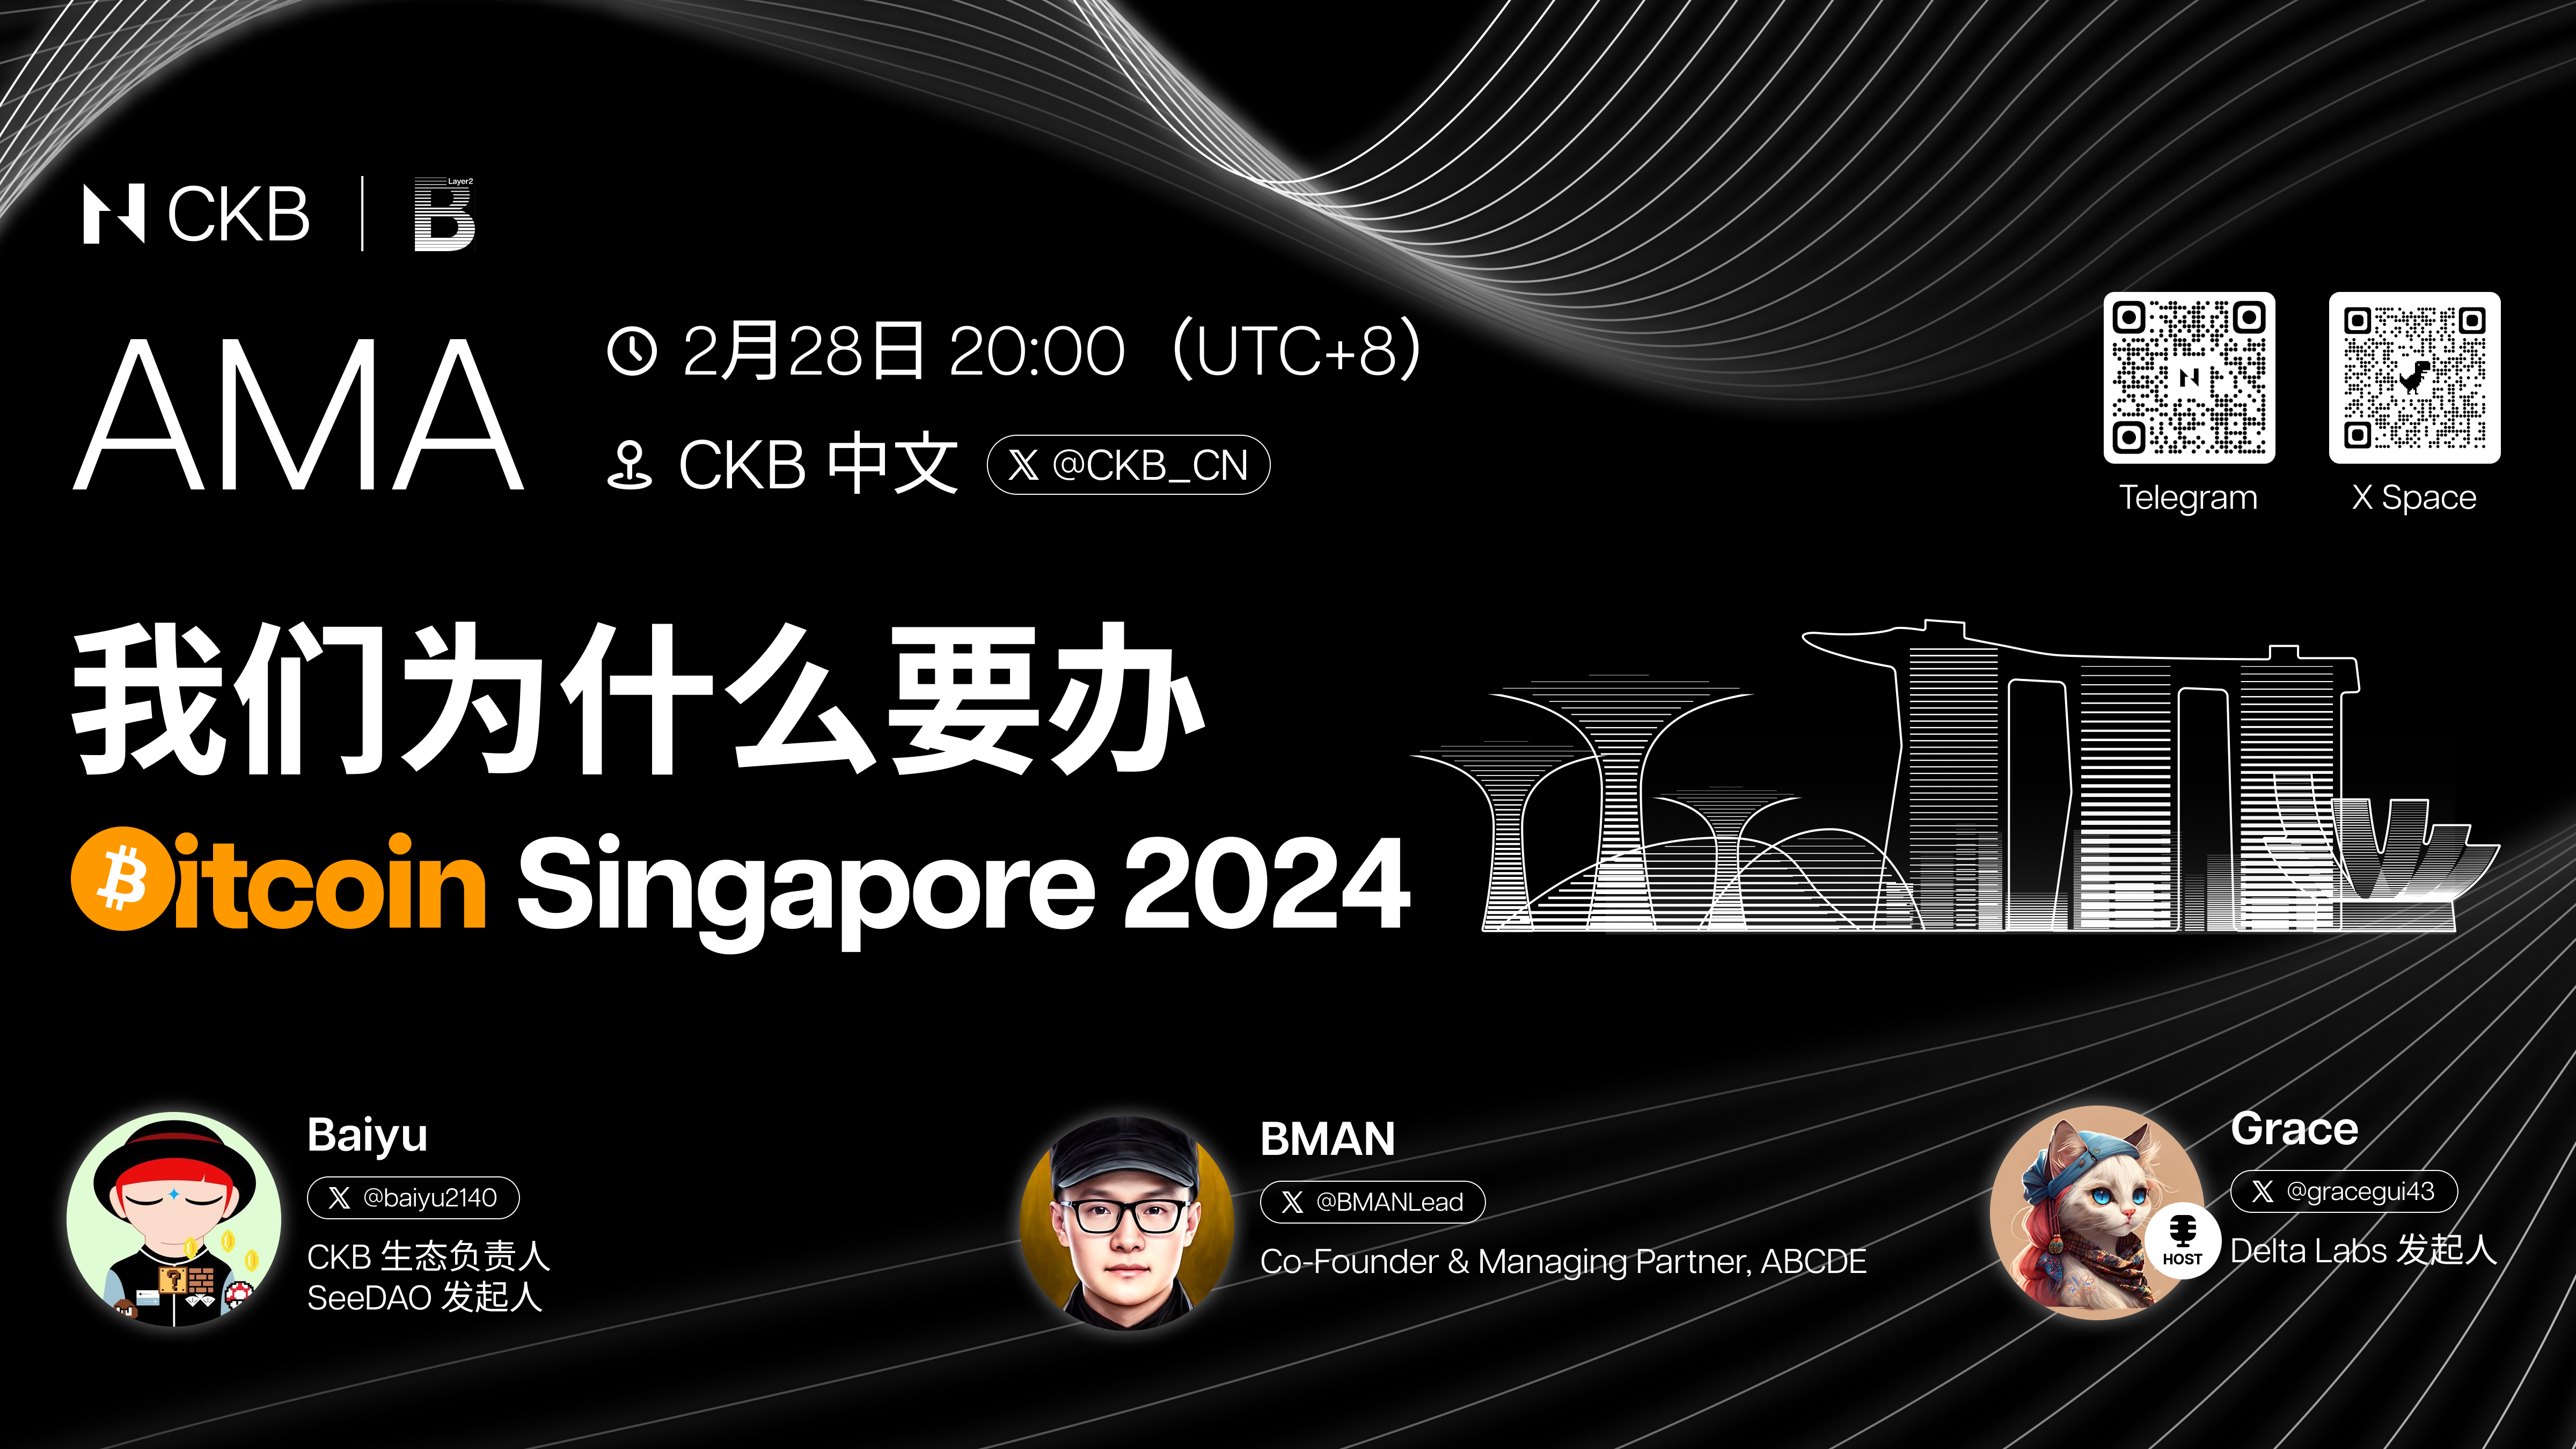 CKB
Layer2
B
AMA
2月28日 20:00 （UTC+8）
CKB 中文
@CKB_CN
Telegram
X Space
我们为什么要办
Bitcoin Singapore 2024
Baiyu
@baiyu2140
CKB 生态负责人
SeeDAO 发起人
BMAN
@BMANLead
Co-Founder & Managing Partner, ABCDE
HOST
Grace
@gracegui43
Delta Labs 发起人